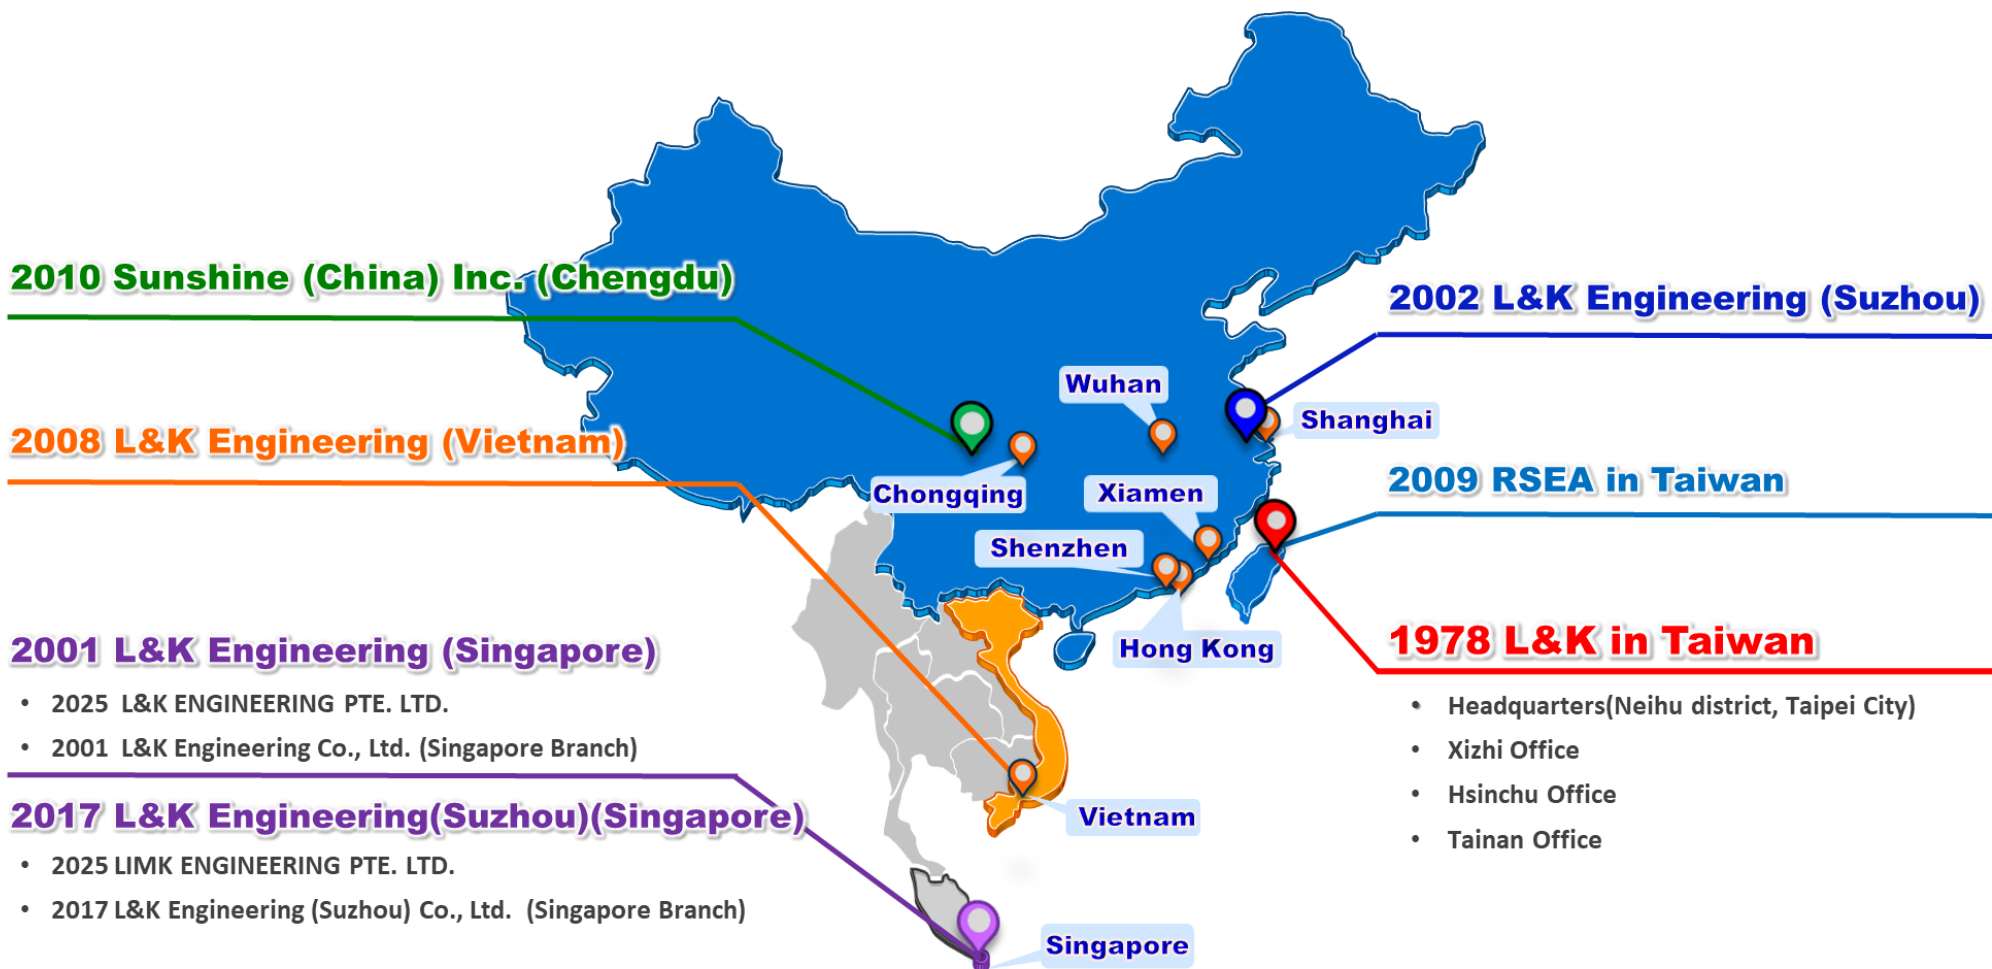 2010 Sunshine (China) Inc. (Chengdu)
2008 L&K Engineering (Vietnam)
2001 L&K Engineering (Singapore)
• 2025 L&K ENGINEERING PTE. LTD.
• 2001 L&K Engineering Co., Ltd. (Singapore Branch)
2017 L&K Engineering(Suzhou)(Singapore)
• 2025 LIMK ENGINEERING PTE. LTD.
• 2017 L&K Engineering (Suzhou) Co., Ltd. (Singapore Branch)
Wuhan
Shanghai
Chongqing
Xiamen
Shenzhen
Hong Kong
Vietnam
Singapore
2002 L&K Engineering (Suzhou)
2009 RSEA in Taiwan
1978 L&K in Taiwan
• Headquarters(Neihu district, Taipei City)
• Xizhi Office
• Hsinchu Office
• Tainan Office